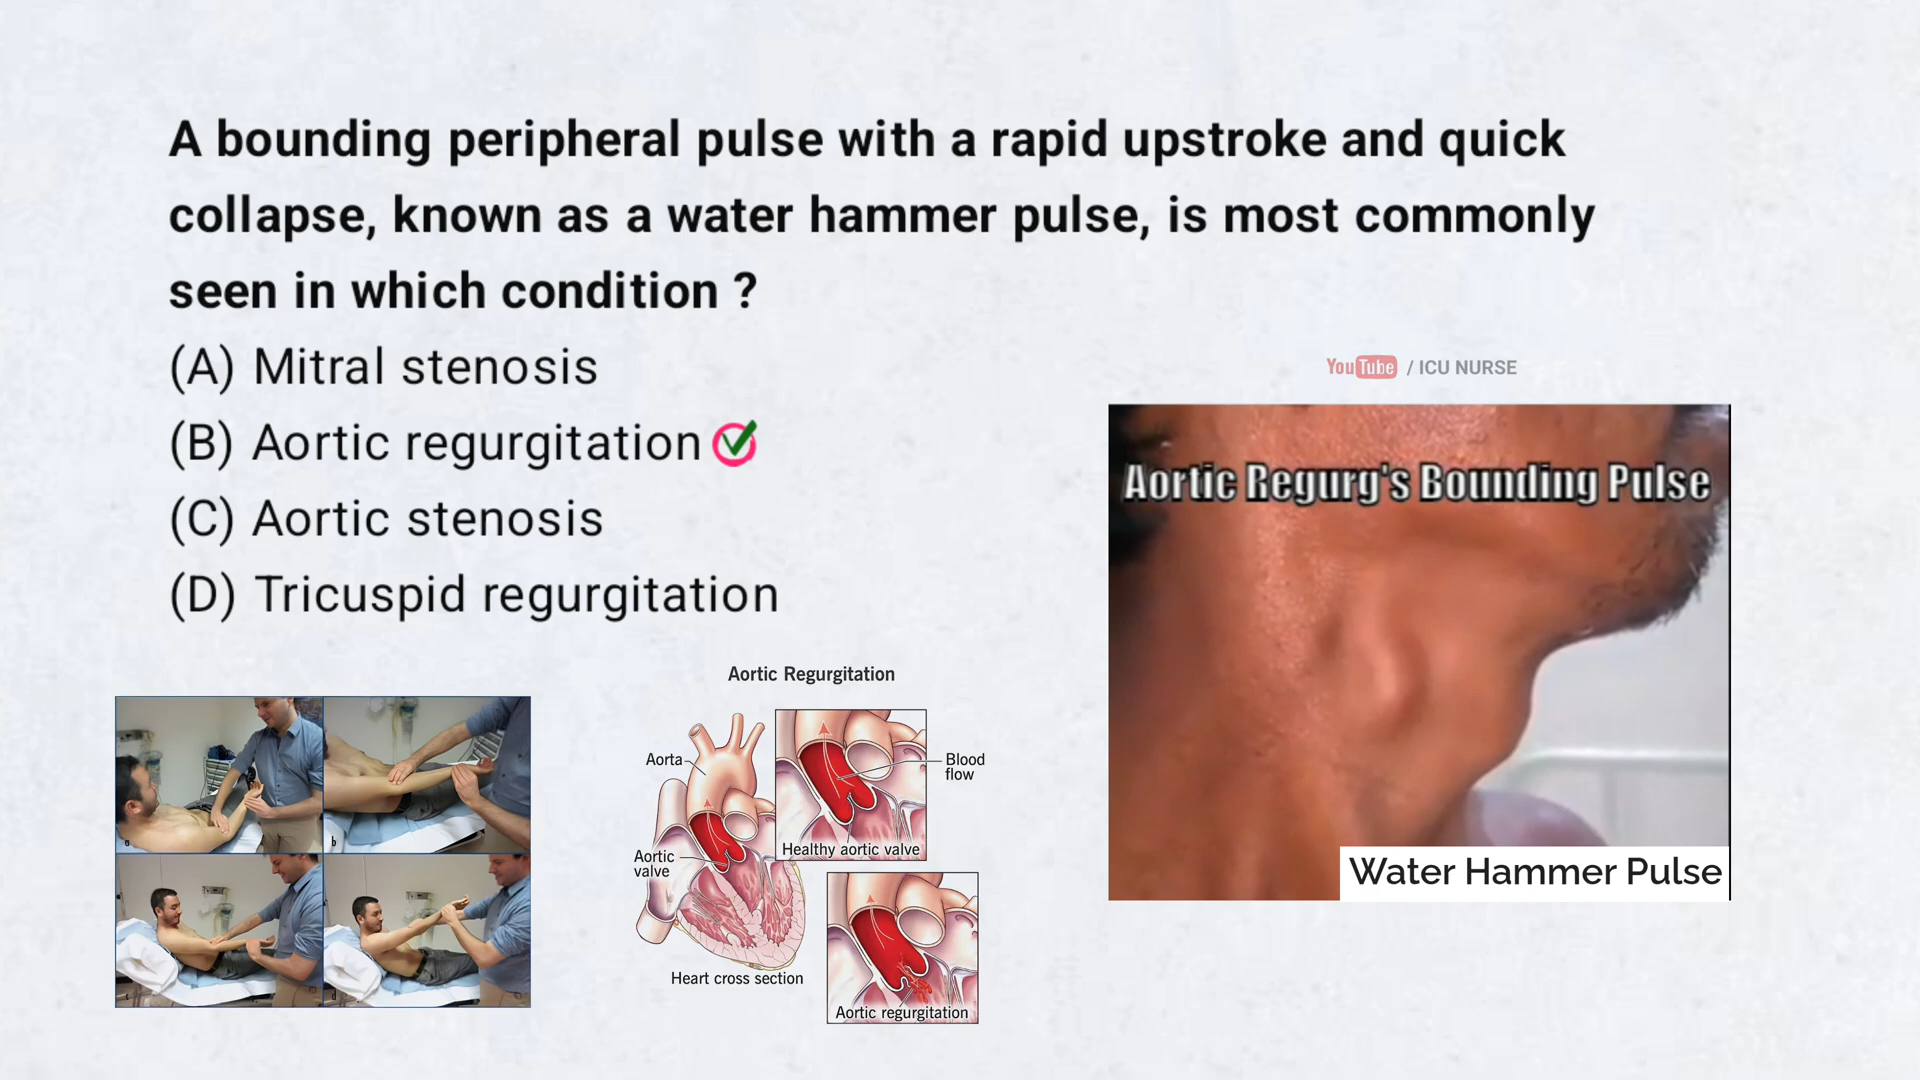 A bounding peripheral pulse with a rapid upstroke and quick
collapse, known as a water hammer pulse, is most commonly
seen in which condition ?
(A) Mitral stenosis
(B) Aortic regurgitation
(C) Aortic stenosis
(D) Tricuspid regurgitation
YouTube / ICU NURSE
Aortic Regurg's Bounding Pulse
Water Hammer Pulse
a
b
c
d
Aortic Regurgitation
Aorta
Blood
flow
Healthy aortic valve
Aortic
valve
Heart cross section
Aortic regurgitation